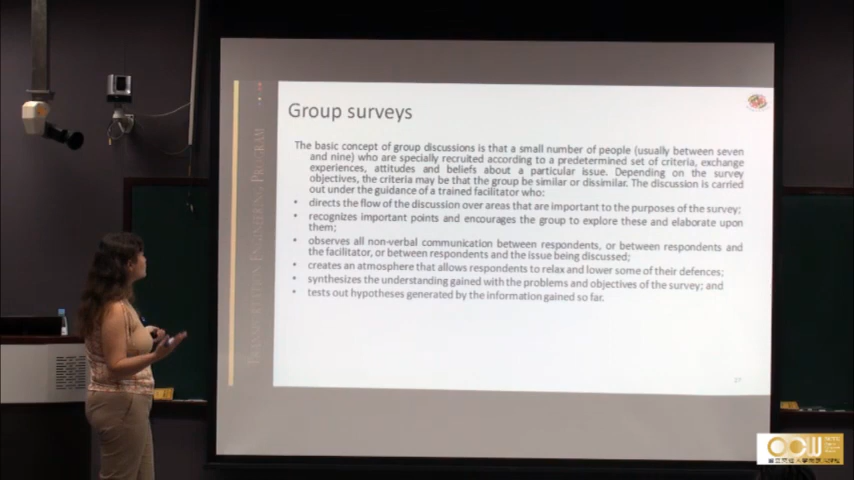 Group surveys
The basic concept of group discussions is that a small number of people (usually between seven
and nine) who are specially recruited according to a predetermined set of criteria, exchange
experiences, attitudes and beliefs about a particular issue. Depending on the survey
objectives, the criteria may be that the group be similar or dissimilar. The discussion is carried
out under the guidance of a trained facilitator who:
• directs the flow of the discussion over areas that are important to the purposes of the survey;
• recognizes important points and encourages the group to explore these and elaborate upon
them;
• observes all non-verbal communication between respondents, or between respondents and
the facilitator, or between respondents and the issue being discussed;
• creates an atmosphere that allows respondents to relax and lower some of their defences;
• synthesizes the understanding gained with the problems and objectives of the survey; and
• tests out hypotheses generated by the information gained so far.
TRANSPORTATION ENGINEERING PROGRAM
27
OCW